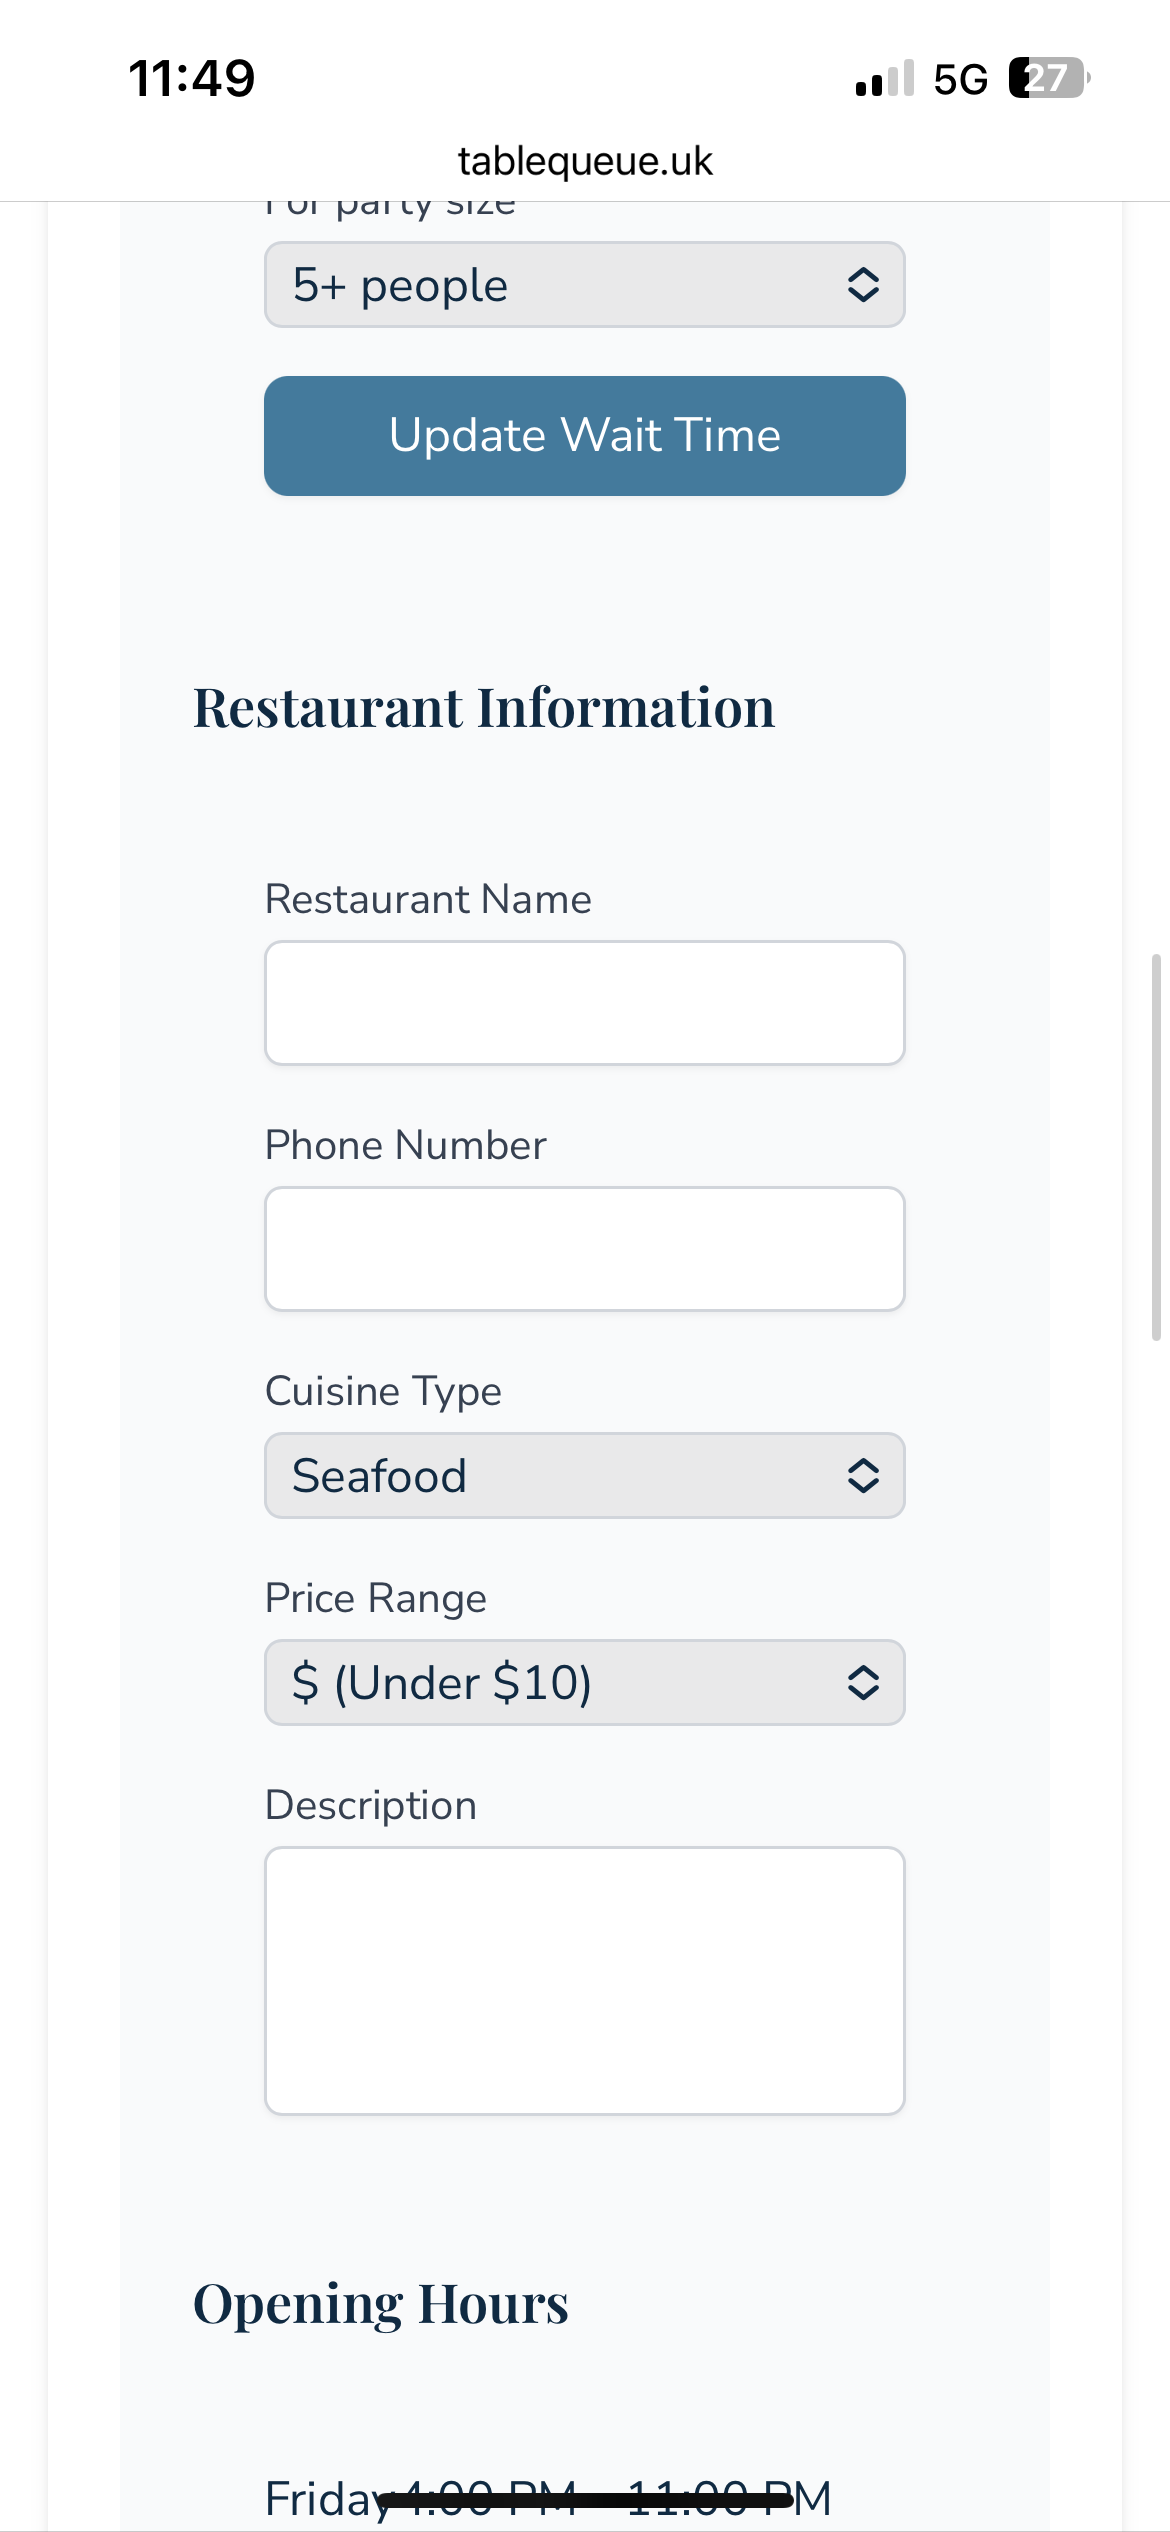 11:49
5G 27
tablequeue.uk
For party size
5+ people
Update Wait Time
Restaurant Information
Restaurant Name
Phone Number
Cuisine Type
Seafood
Price Range
$ (Under $10)
Description
Opening Hours
Friday 4:00 PM - 11:00 PM